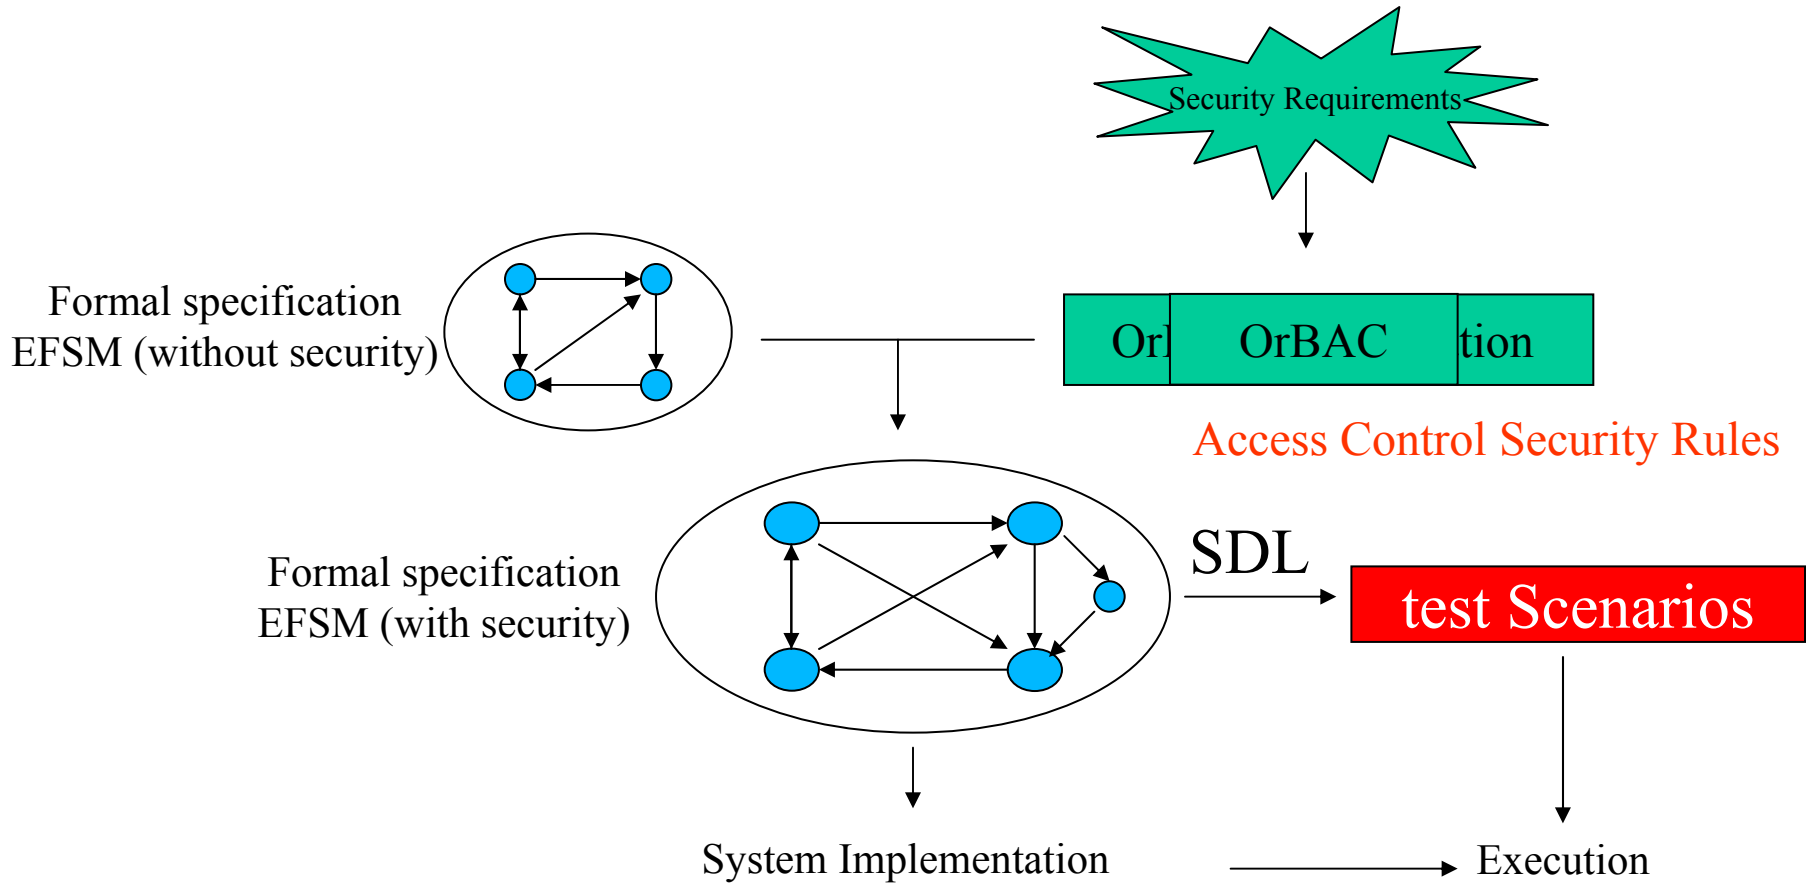 Security Requirements
Formal specification
EFSM (without security)
OrBAC
tion
Access Control Security Rules
Formal specification
EFSM (with security)
SDL
test Scenarios
System Implementation
Execution